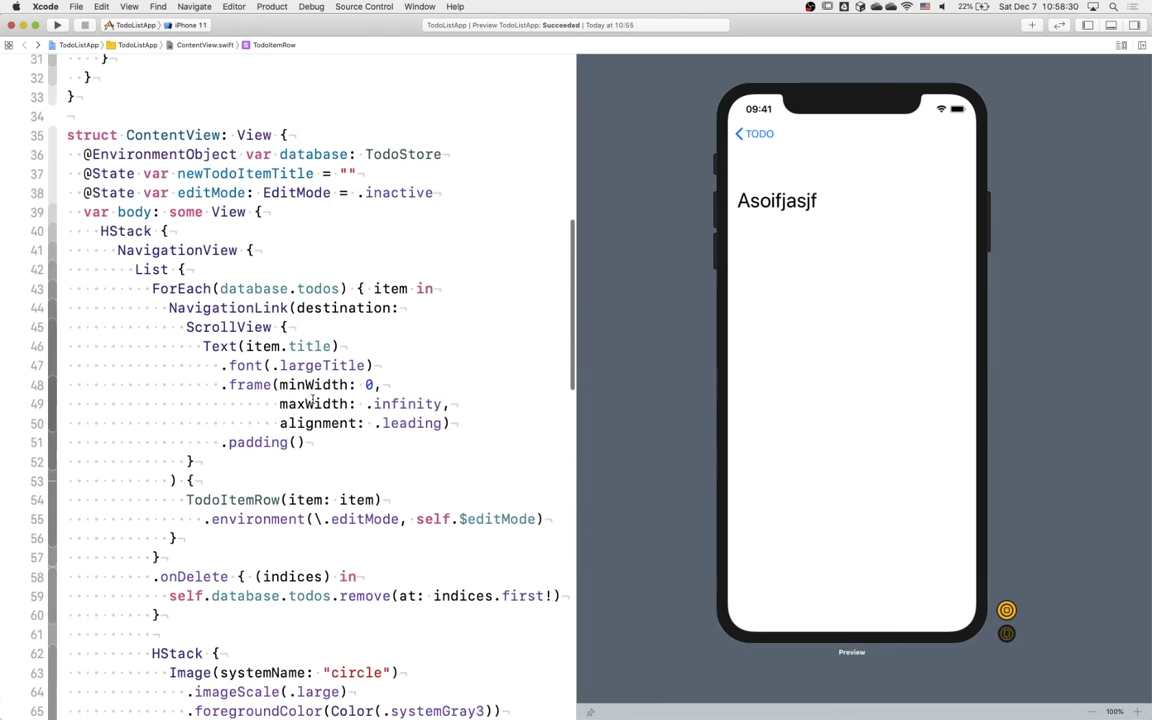 Xcode File Edit View Find Navigate Editor Product Debug Source Control Window Help 22% Sat Dec 7 10:58:30
TodoListApp iPhone 11 TodoListApp | Preview TodoListApp: Succeeded | Today at 10:55
TodoListApp TodoListApp ContentView.swift TodoItemRow
31 }
32 }
33 }
34
35 struct ContentView: View {
36 @EnvironmentObject var database: TodoStore
37 @State var newTodoItemTitle = ""
38 @State var editMode: EditMode = .inactive
39 var body: some View {
40 HStack {
41 NavigationView {
42 List {
43 ForEach(database.todos) { item in
44 NavigationLink(destination:
45 ScrollView {
46 Text(item.title)
47 .font(.largeTitle)
48 .frame(minWidth: 0,
49 maxWidth: .infinity,
50 alignment: .leading)
51 .padding()
52 }
53 ) {
54 TodoItemRow(item: item)
55 .environment(\.editMode, self.$editMode)
56 }
57 }
58 .onDelete { (indices) in
59 self.database.todos.remove(at: indices.first!)
60 }
61
62 HStack {
63 Image(systemName: "circle")
64 .imageScale(.large)
65 .foregroundColor(Color(.systemGray3))
09:41
TODO
Asoifjasjf
Preview
100%